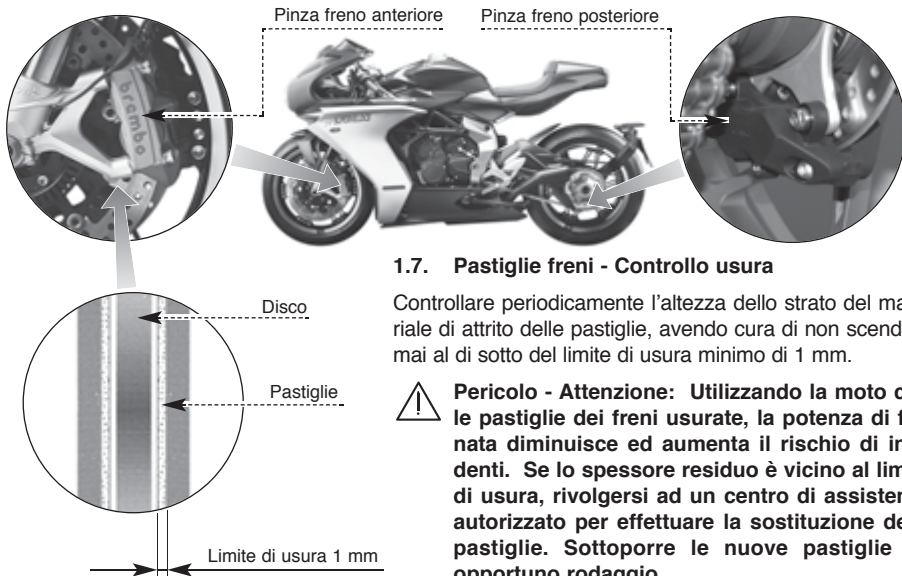 Pinza freno anteriore
Pinza freno posteriore
brembo
1.7. Pastiglie freni - Controllo usura
Controllare periodicamente l’altezza dello strato del ma
riale di attrito delle pastiglie, avendo cura di non scend
mai al di sotto del limite di usura minimo di 1 mm.
Pericolo - Attenzione: Utilizzando la moto c
le pastiglie dei freni usurate, la potenza di f
nata diminuisce ed aumenta il rischio di in
denti. Se lo spessore residuo è vicino al lim
di usura, rivolgersi ad un centro di assisten
autorizzato per effettuare la sostituzione de
pastiglie. Sottoporre le nuove pastiglie
opportuno rodaggio.
Disco
Pastiglie
Limite di usura 1 mm